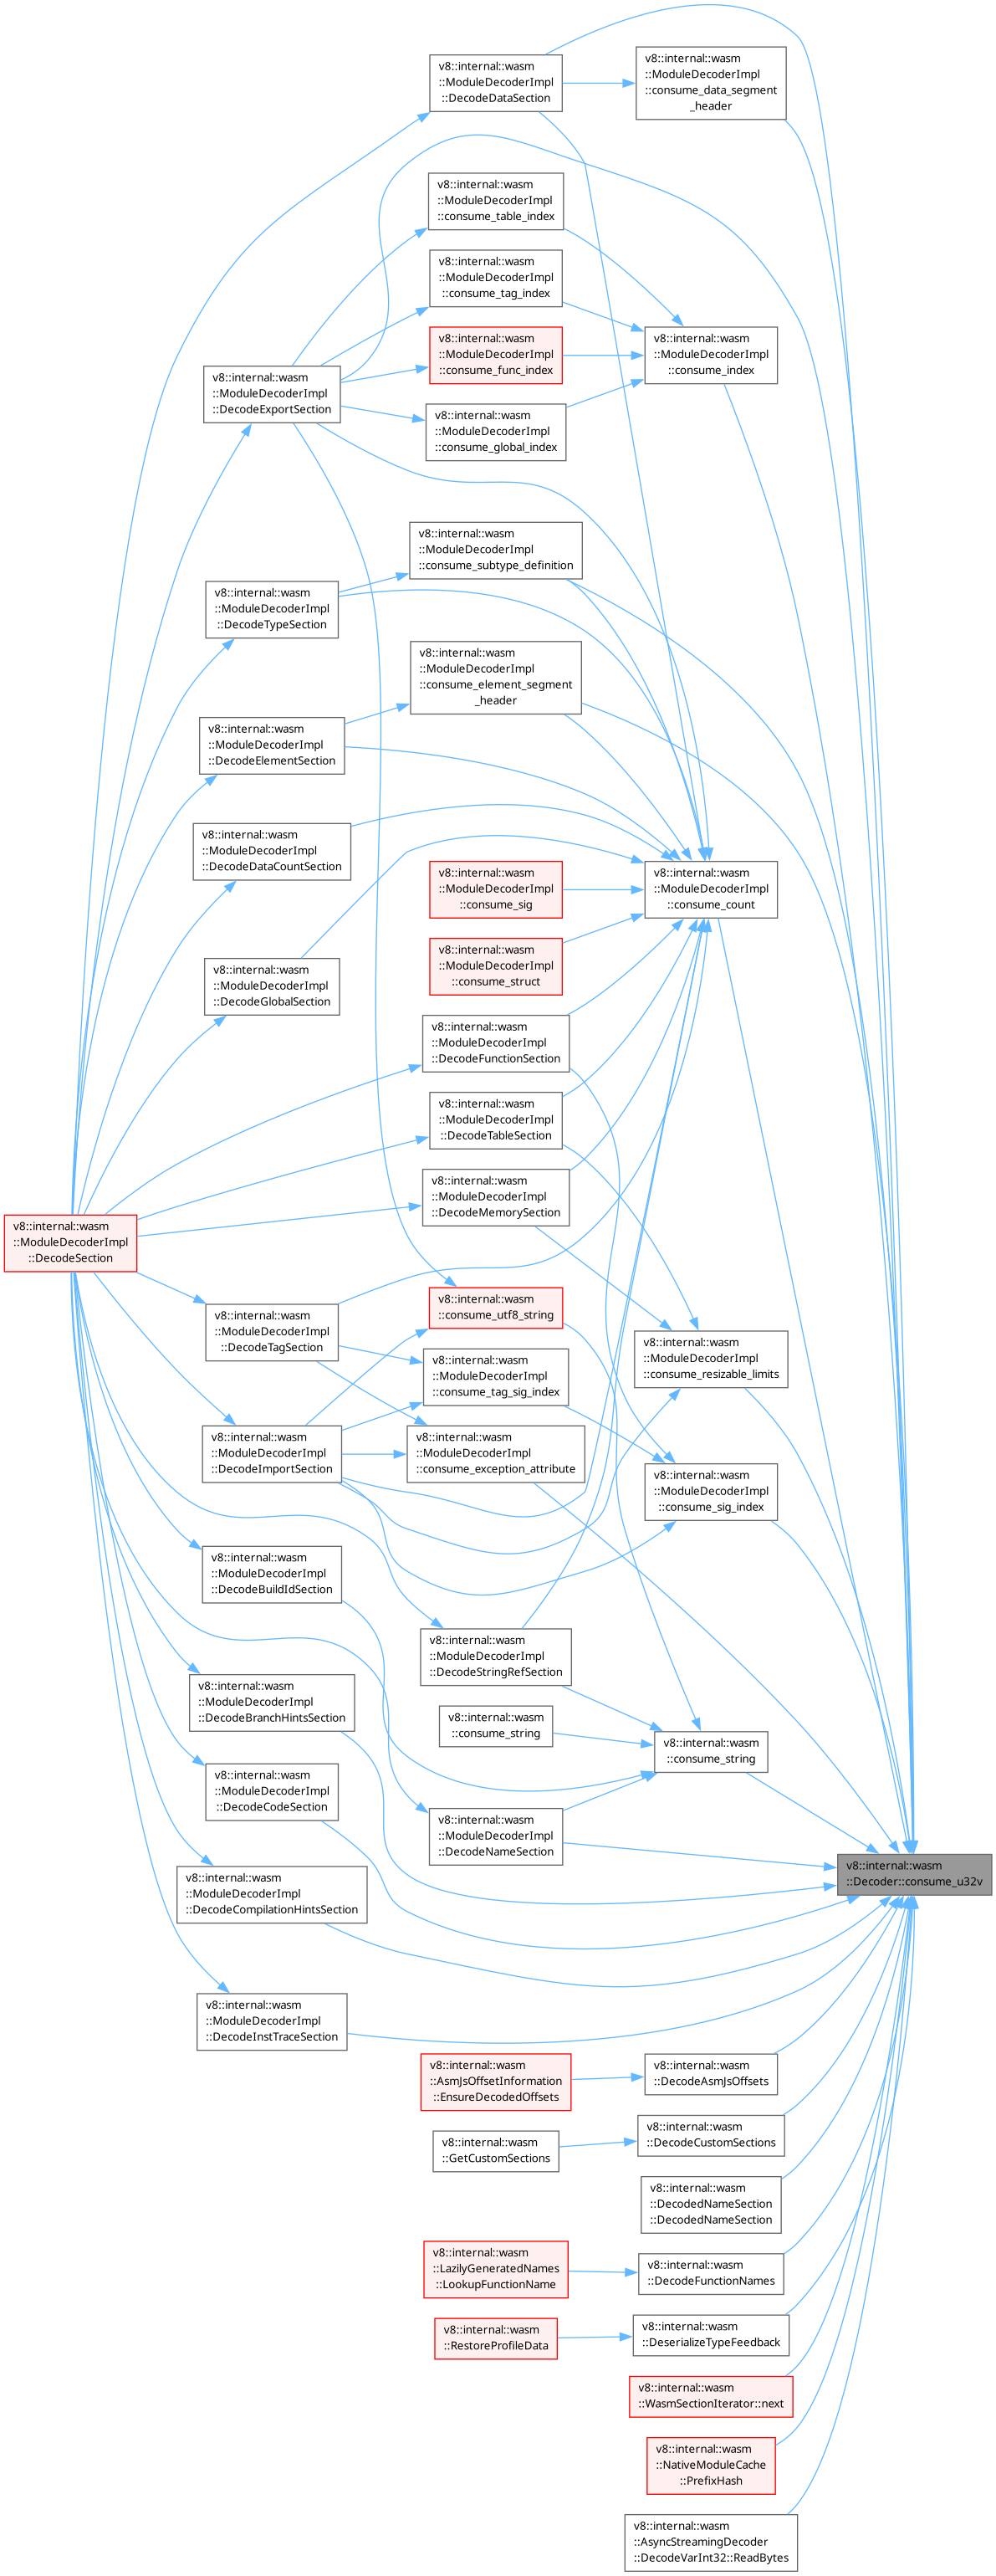 v8::internal::wasm
::ModuleDecoderImpl
::DecodeDataSection
v8::internal::wasm
::ModuleDecoderImpl
::consume_data_segment
_header
v8::internal::wasm
::ModuleDecoderImpl
::consume_table_index
v8::internal::wasm
::ModuleDecoderImpl
::consume_tag_index
v8::internal::wasm
::ModuleDecoderImpl
::consume_func_index
v8::internal::wasm
::ModuleDecoderImpl
::consume_index
v8::internal::wasm
::ModuleDecoderImpl
::DecodeExportSection
v8::internal::wasm
::ModuleDecoderImpl
::consume_global_index
v8::internal::wasm
::ModuleDecoderImpl
::consume_subtype_definition
v8::internal::wasm
::ModuleDecoderImpl
::DecodeTypeSection
v8::internal::wasm
::ModuleDecoderImpl
::consume_element_segment
_header
v8::internal::wasm
::ModuleDecoderImpl
::DecodeElementSection
v8::internal::wasm
::ModuleDecoderImpl
::DecodeDataCountSection
v8::internal::wasm
::ModuleDecoderImpl
::consume_sig
v8::internal::wasm
::ModuleDecoderImpl
::consume_count
v8::internal::wasm
::ModuleDecoderImpl
::consume_struct
v8::internal::wasm
::ModuleDecoderImpl
::DecodeGlobalSection
v8::internal::wasm
::ModuleDecoderImpl
::DecodeFunctionSection
v8::internal::wasm
::ModuleDecoderImpl
::DecodeTableSection
v8::internal::wasm
::ModuleDecoderImpl
::DecodeMemorySection
v8::internal::wasm
::ModuleDecoderImpl
::DecodeSection
v8::internal::wasm
::consume_utf8_string
v8::internal::wasm
::ModuleDecoderImpl
::DecodeTagSection
v8::internal::wasm
::ModuleDecoderImpl
::consume_resizable_limits
v8::internal::wasm
::ModuleDecoderImpl
::consume_tag_sig_index
v8::internal::wasm
::ModuleDecoderImpl
::DecodeImportSection
v8::internal::wasm
::ModuleDecoderImpl
::consume_exception_attribute
v8::internal::wasm
::ModuleDecoderImpl
::consume_sig_index
v8::internal::wasm
::ModuleDecoderImpl
::DecodeBuildIdSection
v8::internal::wasm
::ModuleDecoderImpl
::DecodeStringRefSection
v8::internal::wasm
::ModuleDecoderImpl
::DecodeBranchHintsSection
v8::internal::wasm
::consume_string
v8::internal::wasm
::consume_string
v8::internal::wasm
::ModuleDecoderImpl
::DecodeCodeSection
v8::internal::wasm
::ModuleDecoderImpl
::DecodeNameSection
v8::internal::wasm
::Decoder::consume_u32v
v8::internal::wasm
::ModuleDecoderImpl
::DecodeCompilationHintsSection
v8::internal::wasm
::ModuleDecoderImpl
::DecodeInstTraceSection
v8::internal::wasm
::AsmJsOffsetInformation
::EnsureDecodedOffsets
v8::internal::wasm
::DecodeAsmJsOffsets
v8::internal::wasm
::GetCustomSections
v8::internal::wasm
::DecodeCustomSections
v8::internal::wasm
::DecodedNameSection
::DecodedNameSection
v8::internal::wasm
::LazilyGeneratedNames
::LookupFunctionName
v8::internal::wasm
::DecodeFunctionNames
v8::internal::wasm
::RestoreProfileData
v8::internal::wasm
::DeserializeTypeFeedback
v8::internal::wasm
::WasmSectionIterator::next
v8::internal::wasm
::NativeModuleCache
::PrefixHash
v8::internal::wasm
::AsyncStreamingDecoder
::DecodeVarInt32::ReadBytes